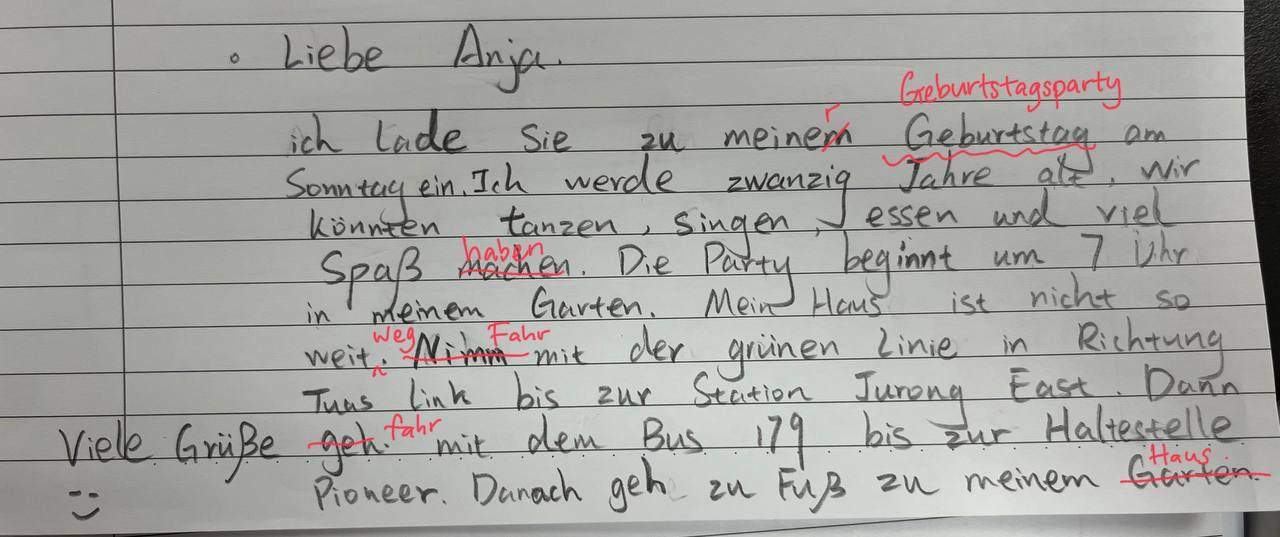 Liebe Anja.
Geburtstagsparty
r
ich lade Sie zu meinem Geburtstag am
Sonntag ein. Ich werde zwanzig Jahre alt, Wir
könnten tanzen, singen, essen und viel
haben
Spaß machen. Die Party beginnt um 7 Uhr
in meinem Garten. Mein Haus ist nicht so
weg Fahr
weit. Nimm mit der grünen Linie in Richtung
Tuas link bis zur Station Jurong East. Dann
fahr
Viele Grüße geh. mit dem Bus 179 bis zur Haltestelle
Haus.
Pioneer. Danach geh zu Fuß zu meinem Garten.